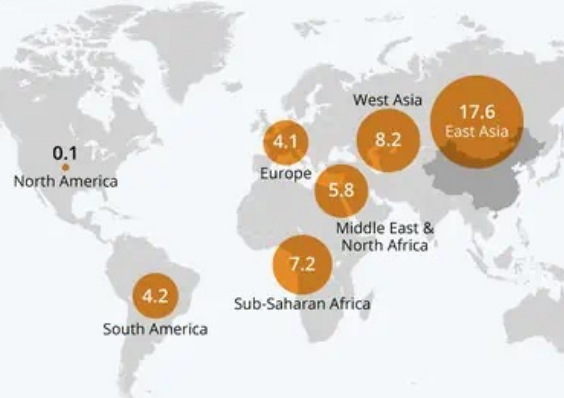 West Asia
17.6
East Asia
8.2
4.1
Europe
0.1
North America
5.8
Middle East &
North Africa
7.2
Sub-Saharan Africa
4.2
South America